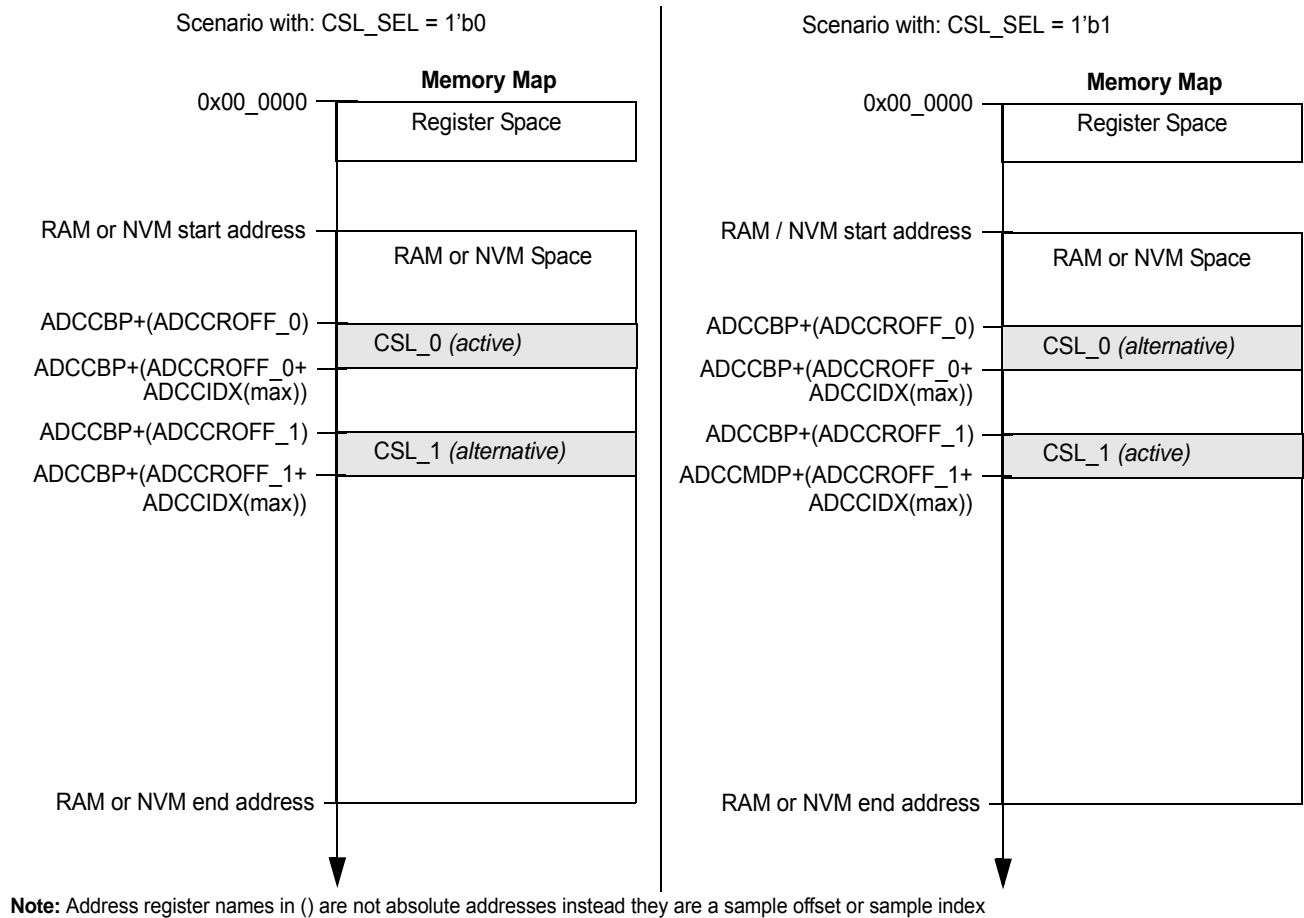 Scenario with: CSL_SEL = 1’b0
Memory Map
0x00_0000
Register Space
RAM or NVM start address
RAM or NVM Space
ADCCBP+(ADCCROFF_0)
CSL_0 (active)
ADCCBP+(ADCCROFF_0+
ADCCIDX(max))
ADCCBP+(ADCCROFF_1)
CSL_1 (alternative)
ADCCBP+(ADCCROFF_1+
ADCCIDX(max))
RAM or NVM end address
Scenario with: CSL_SEL = 1’b1
Memory Map
0x00_0000
Register Space
RAM / NVM start address
RAM or NVM Space
ADCCBP+(ADCCROFF_0)
CSL_0 (alternative)
ADCCBP+(ADCCROFF_0+
ADCCIDX(max))
ADCCBP+(ADCCROFF_1)
CSL_1 (active)
ADCCMDP+(ADCCROFF_1+
ADCCIDX(max))
RAM or NVM end address
Note: Address register names in () are not absolute addresses instead they are a sample offset or sample index